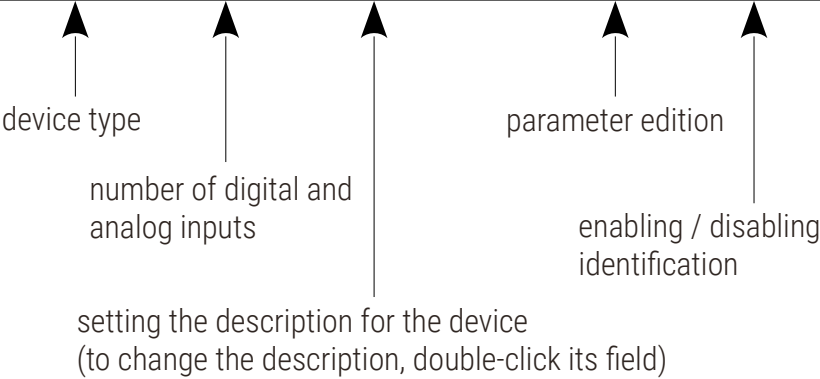 device type
parameter edition
number of digital and
analog inputs
enabling / disabling
identification
setting the description for the device
(to change the description, double-click its field)